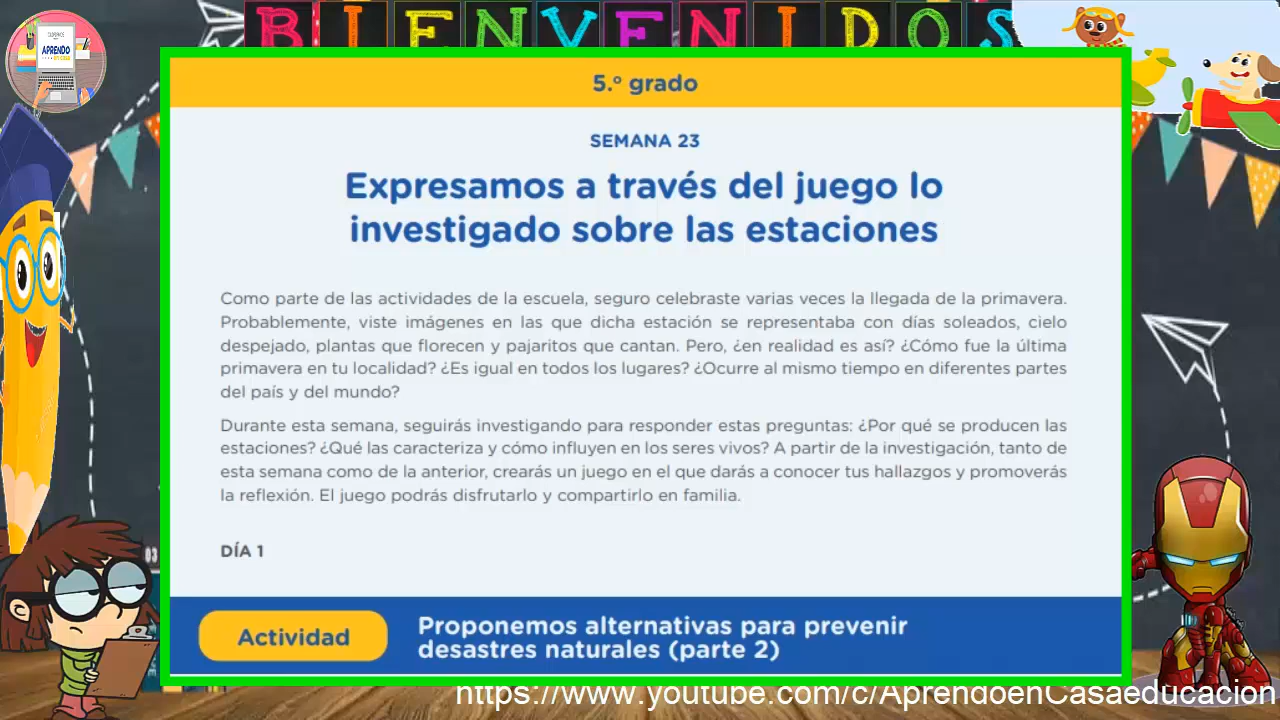 BIENVENIDOS
APRENDO
5.° grado
SEMANA 23
Expresamos a través del juego lo
investigado sobre las estaciones
Como parte de las actividades de la escuela, seguro celebraste varias veces la llegada de la primavera.
Probablemente, viste imágenes en las que dicha estación se representaba con días soleados, cielo
despejado, plantas que florecen y pajaritos que cantan. Pero, ¿en realidad es así? ¿Cómo fue la última
primavera en tu localidad? ¿Es igual en todos los lugares? ¿Ocurre al mismo tiempo en diferentes partes
del país y del mundo?
Durante esta semana, seguirás investigando para responder estas preguntas: ¿Por qué se producen las
estaciones? ¿Qué las caracteriza y cómo influyen en los seres vivos? A partir de la investigación, tanto de
esta semana como de la anterior, crearás un juego en el que darás a conocer tus hallazgos y promoverás
la reflexión. El juego podrás disfrutarlo y compartirlo en familia.
DÍA 1
Actividad
Proponemos alternativas para prevenir
desastres naturales (parte 2)
https://www.youtube.com/c/AprendoenCasaeducacion